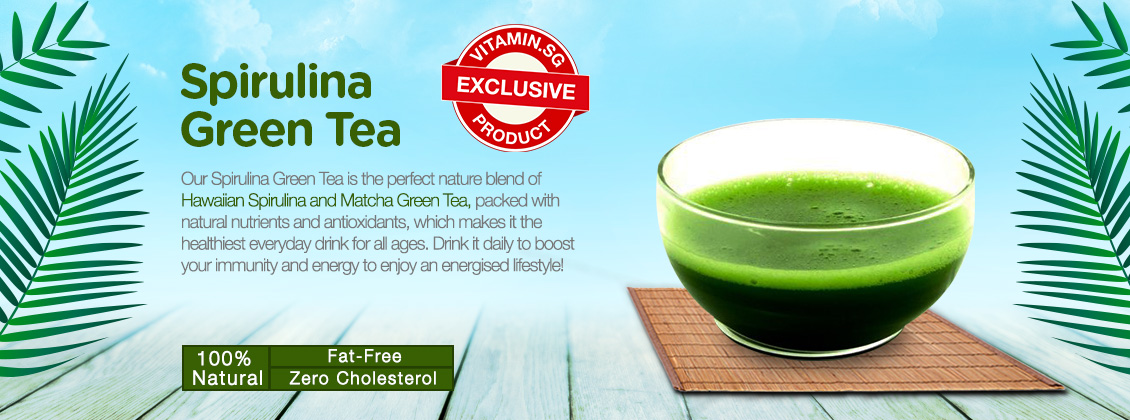 Spirulina
Green Tea
VITAMIN.SG
EXCLUSIVE
PRODUCT
Our Spirulina Green Tea is the perfect nature blend of
Hawaiian Spirulina and Matcha Green Tea, packed with
natural nutrients and antioxidants, which makes it the
healthiest everyday drink for all ages. Drink it daily to boost
your immunity and energy to enjoy an energised lifestyle!
100%
Natural
Fat-Free
Zero Cholesterol